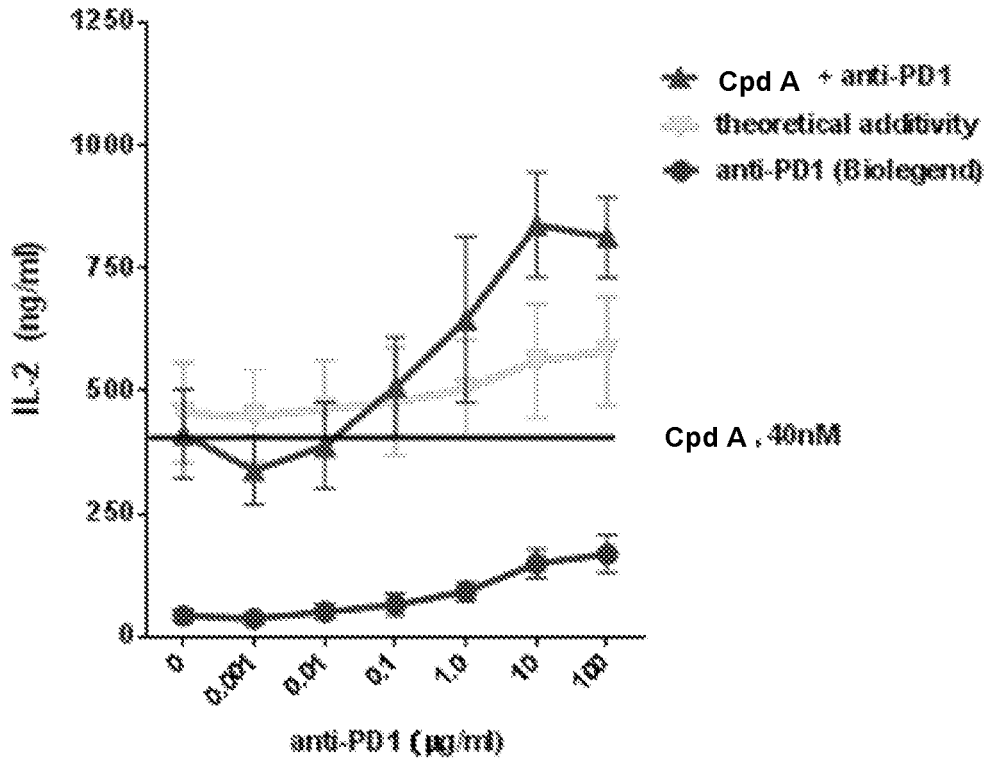 1250
1000
750
500
250
0
IL-2 (ng/ml)
0
0.001
0.01
0.1
1.0
10
100
anti-PD1 (µg/ml)
Cpd A + anti-PD1
theoretical additivity
anti-PD1 (Biolegend)
Cpd A , 40nM